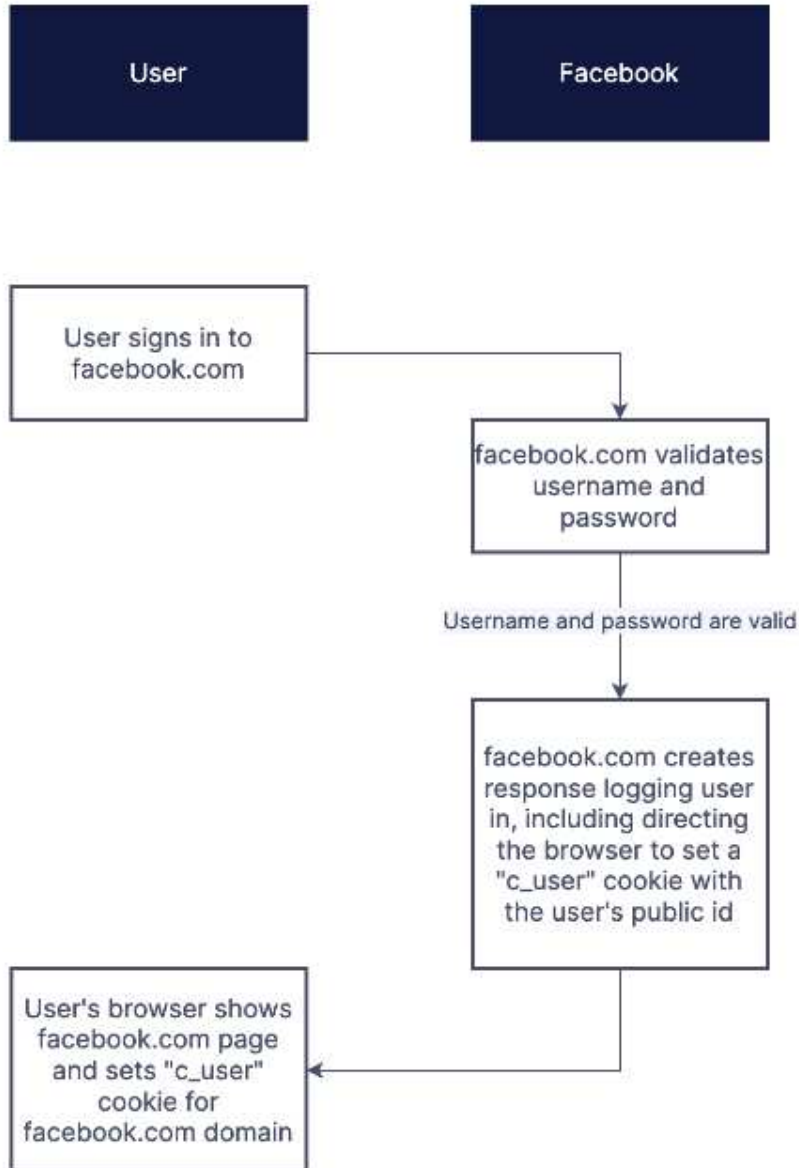 User
Facebook
User signs in to
facebook.com
facebook.com validates
username and
password
Username and password are valid
facebook.com creates
response logging user
in, including directing
the browser to set a
"c_user" cookie with
the user's public id
User's browser shows
facebook.com page
and sets "c_user"
cookie for
facebook.com domain